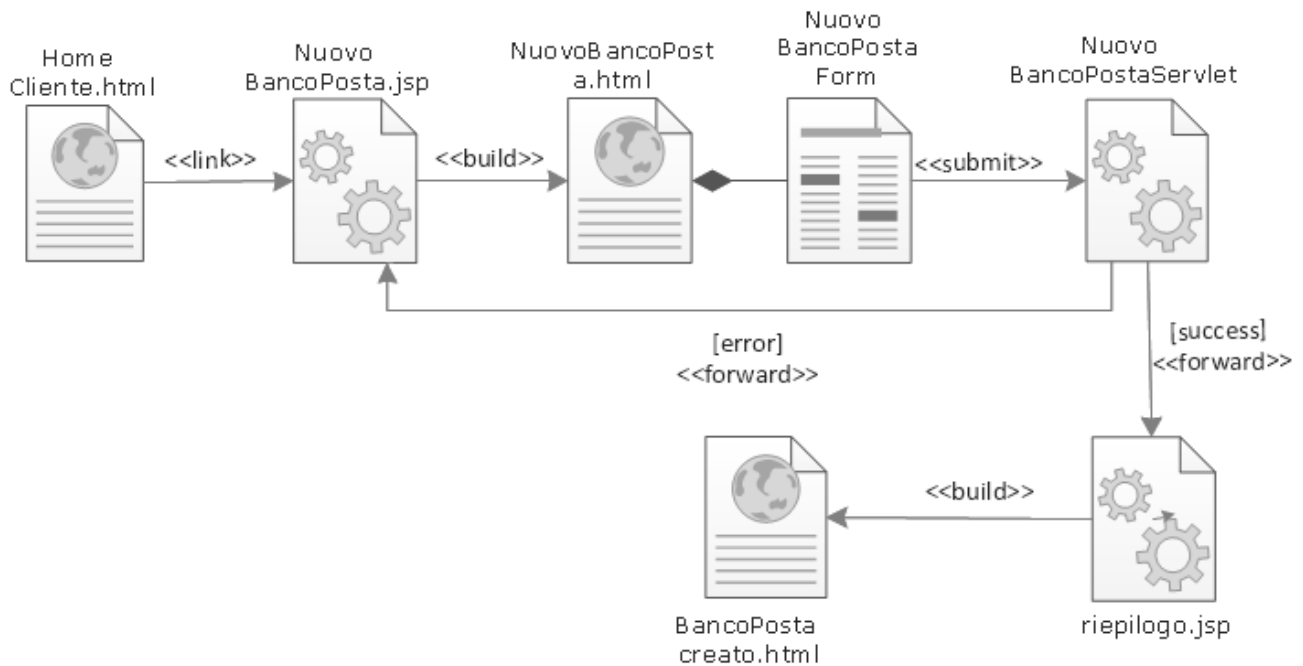 Home
Cliente.html
Nuovo
BancoPosta.jsp
NuovoBancoPost
a.html
Nuovo
BancoPosta
Form
Nuovo
BancoPostaServlet
<<link>>
<<build>>
<<submit>>
[error]
<<forward>>
[success]
<<forward>>
<<build>>
BancoPosta
creato.html
riepilogo.jsp